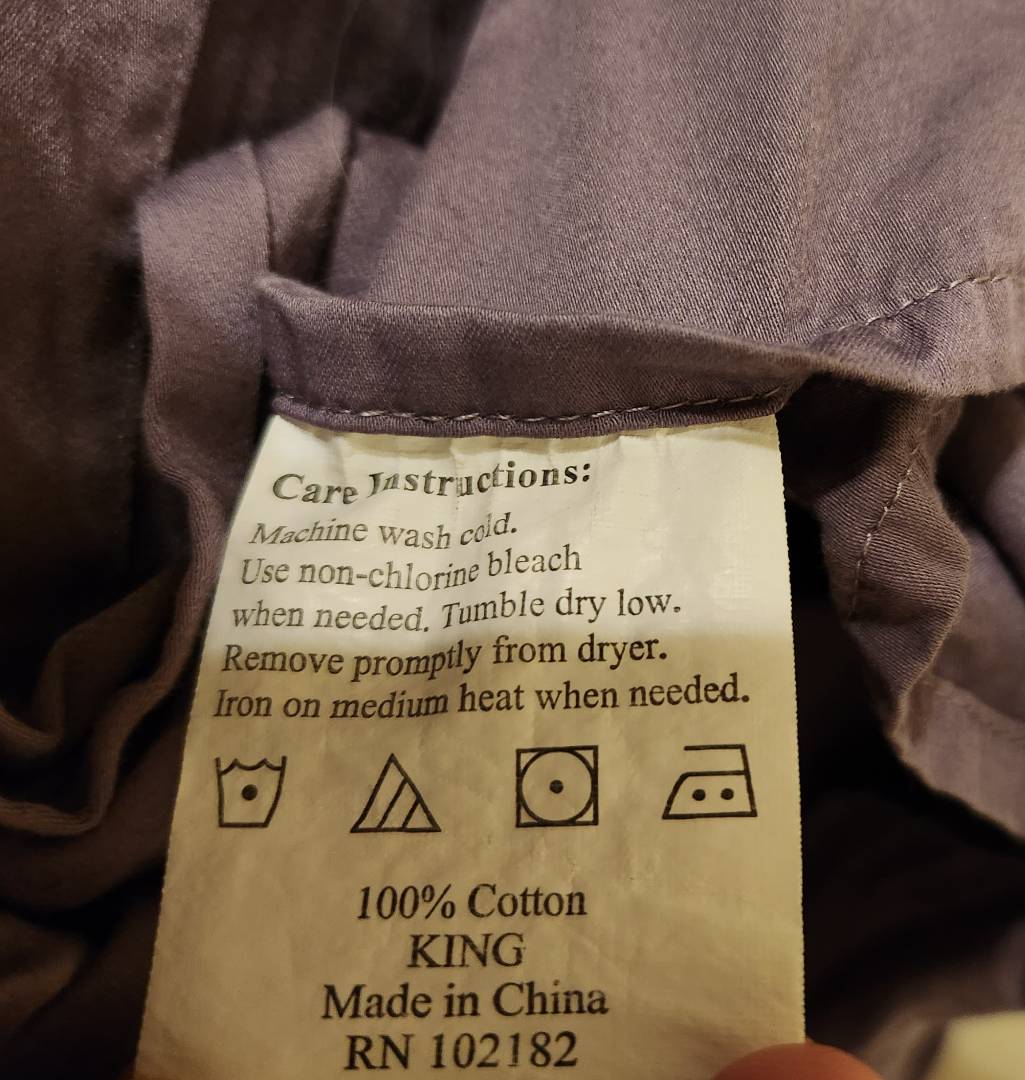 Care Instructions:
Machine wash cold.
Use non-chlorine bleach
when needed. Tumble dry low.
Remove promptly from dryer.
Iron on medium heat when needed.
100% Cotton
KING
Made in China
RN 102182